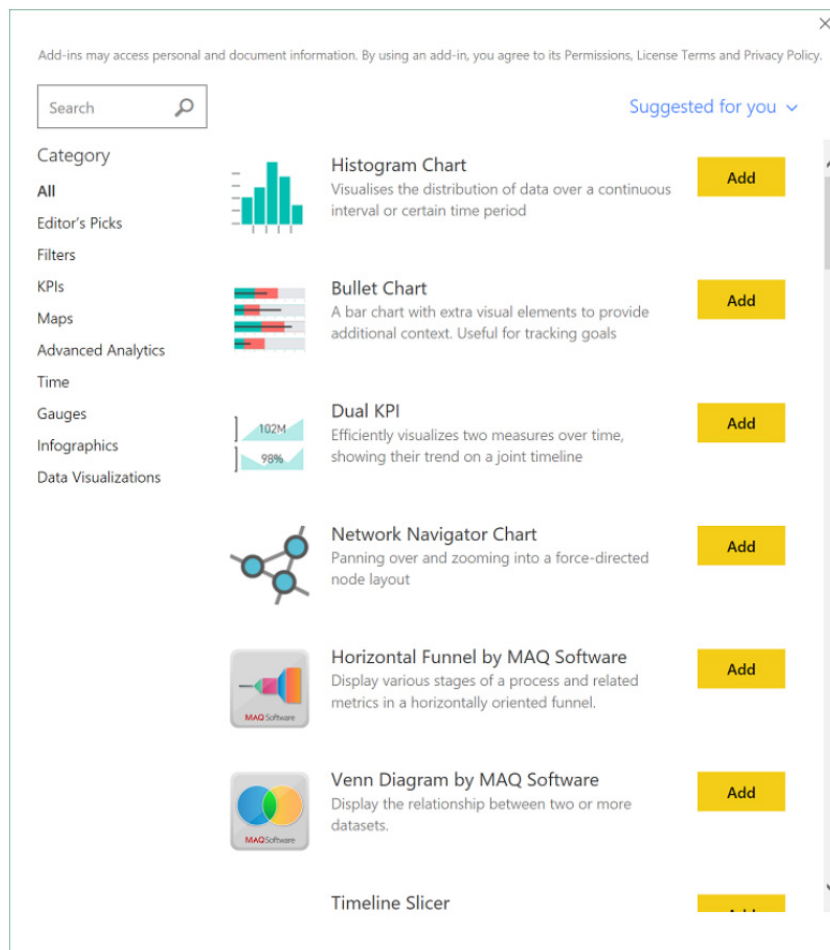 Add-ins may access personal and document information. By using an add-in, you agree to its Permissions, License Terms and Privacy Policy.
Search
Suggested for you
Category
All
Editor's Picks
Filters
KPIs
Maps
Advanced Analytics
Time
Gauges
Infographics
Data Visualizations
Histogram Chart
Visualises the distribution of data over a continuous
interval or certain time period
Add
Bullet Chart
A bar chart with extra visual elements to provide
additional context. Useful for tracking goals
Add
102M
98%
Dual KPI
Efficiently visualizes two measures over time,
showing their trend on a joint timeline
Add
Network Navigator Chart
Panning over and zooming into a force-directed
node layout
Add
MAQ Software
Horizontal Funnel by MAQ Software
Display various stages of a process and related
metrics in a horizontally oriented funnel.
Add
MAQ Software
Venn Diagram by MAQ Software
Display the relationship between two or more
datasets.
Add
Timeline Slicer
Add